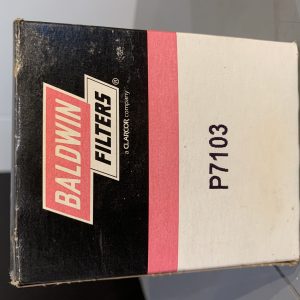 BALDWIN
FILTERS®
a CLARCOR company
P7103